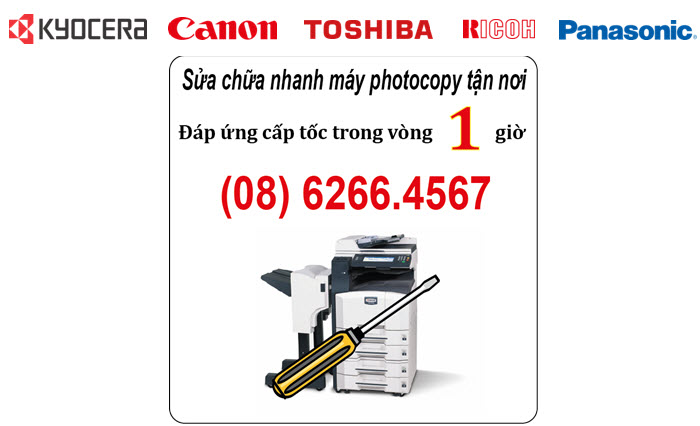 KYOCERA Canon TOSHIBA RICOH Panasonic
Sửa chữa nhanh máy photocopy tận nơi
Đáp ứng cấp tốc trong vòng 1 giờ
(08) 6266.4567